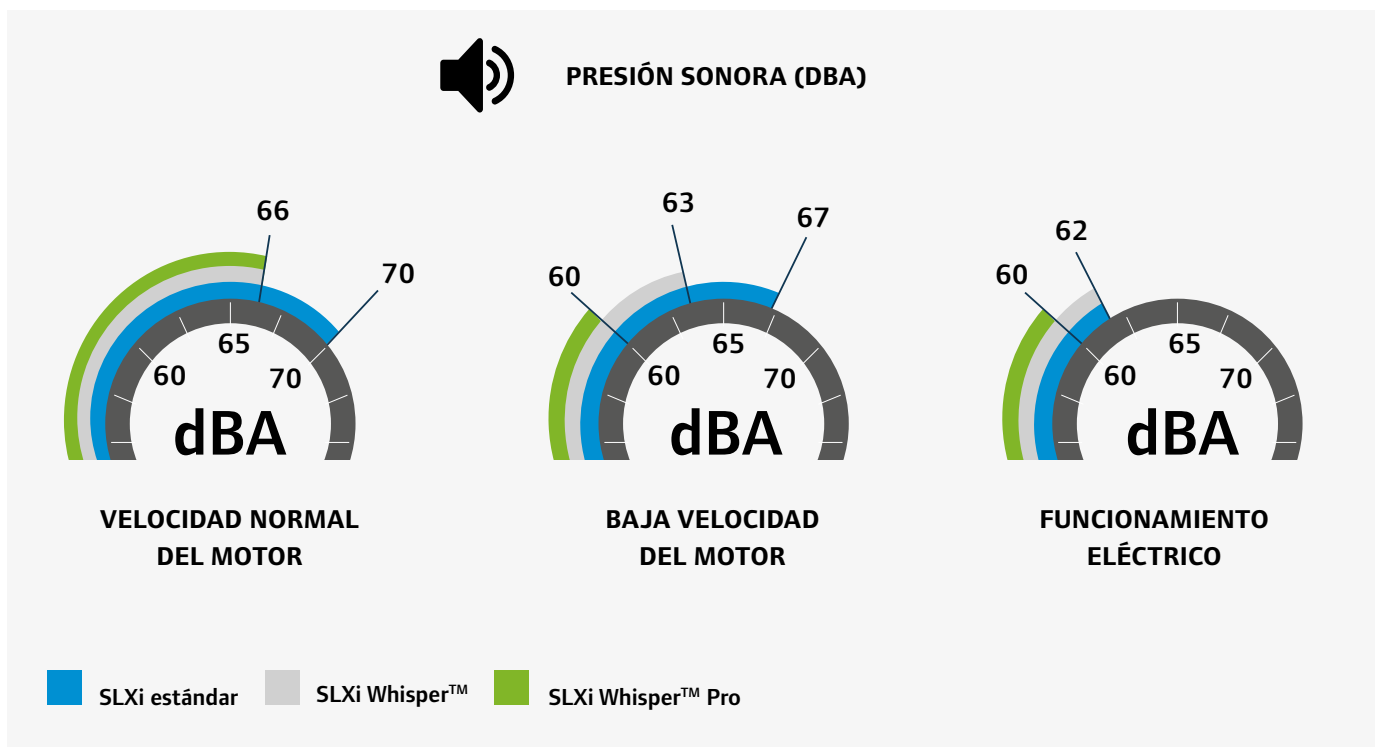 PRESIÓN SONORA (DBA)
66
70
65
60
70
dBA
VELOCIDAD NORMAL
DEL MOTOR
63
67
60
65
60
70
dBA
BAJA VELOCIDAD
DEL MOTOR
62
60
65
60
70
dBA
FUNCIONAMIENTO
ELÉCTRICO
SLXi estándar
SLXi Whisper™
SLXi Whisper™ Pro